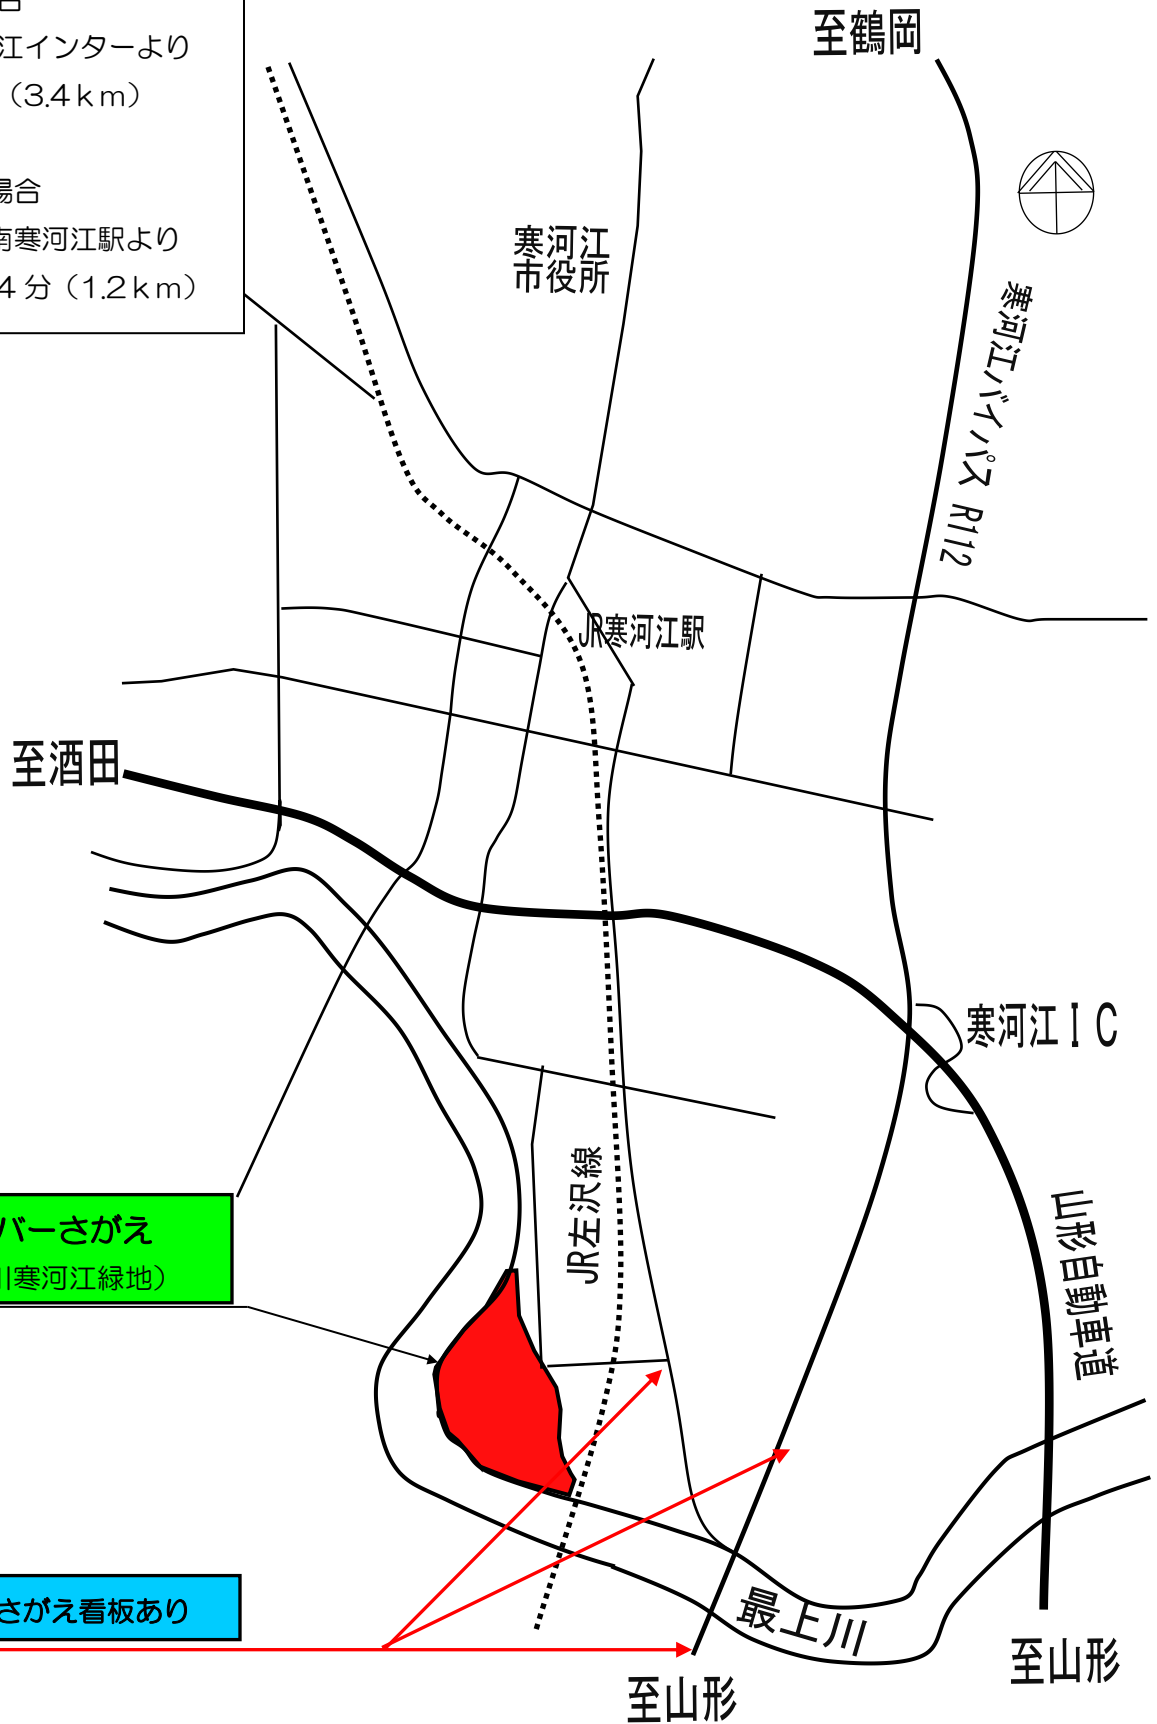 合
江インターより
（3.4ｋｍ）
場合
南寒河江駅より
4分（1.2ｋｍ）
至鶴岡
寒河江
市役所
寒河江バイパス R112
JR寒河江駅
至酒田
寒河江ＩＣ
JR左沢線
山形自動車道
バーさがえ
川寒河江緑地）
さがえ看板あり
最上川
至山形
至山形